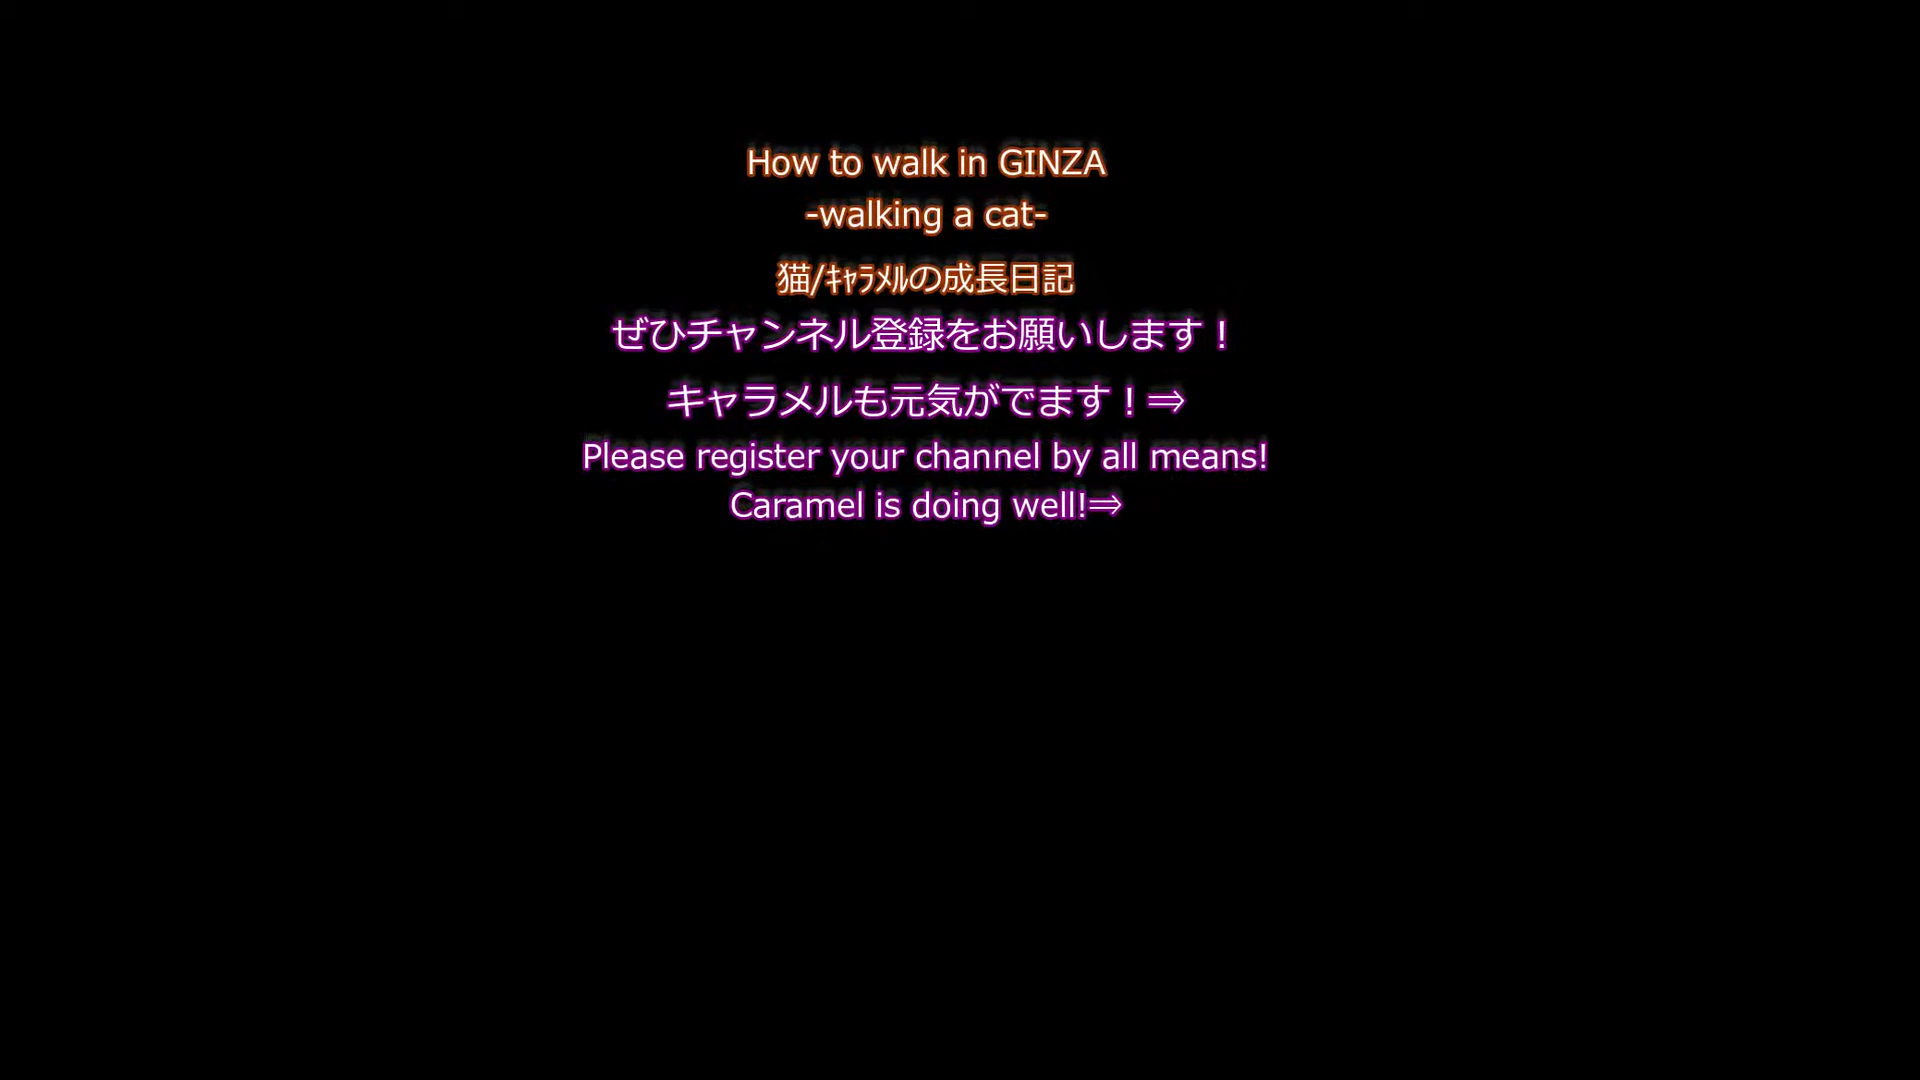 How to walk in GINZA
-walking a cat-
猫/ｷｬﾗﾒﾙの成長日記
ぜひチャンネル登録をお願いします！
キャラメルも元気がでます！⇒
Please register your channel by all means!
Caramel is doing well!⇒